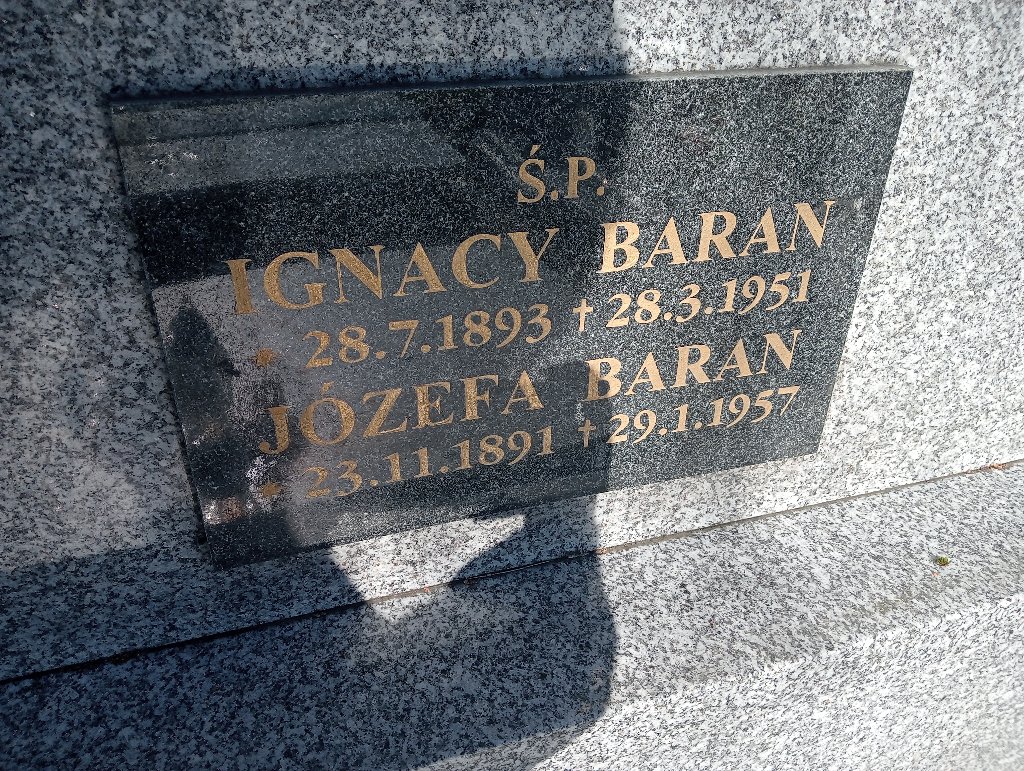 Ś.P.
IGNACY BARAN
* 28.7.1893 † 28.3.1951
JÓZEFA BARAN
* 23.11.1891 † 29.1.1957